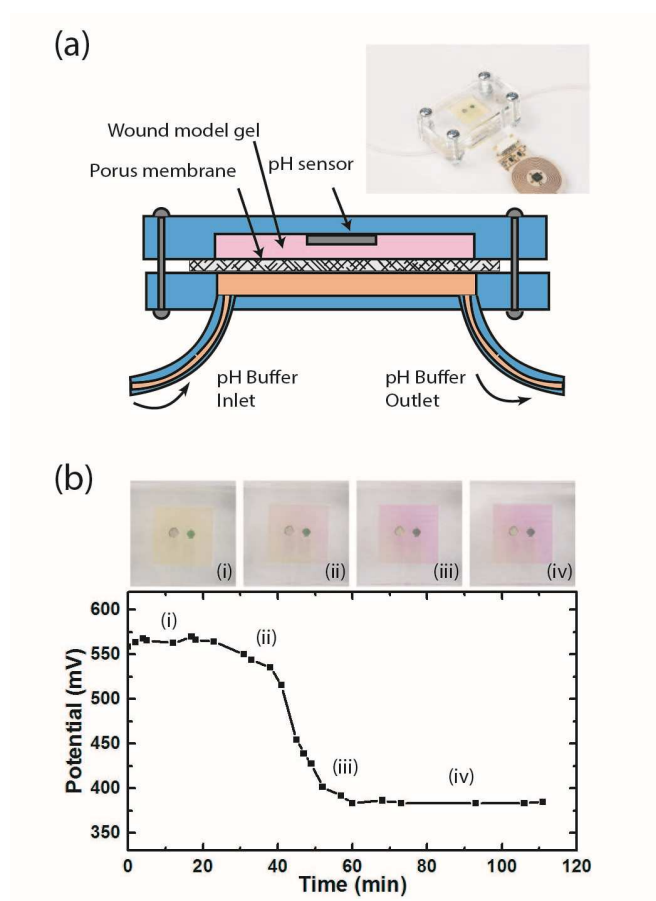 (a)
Wound model gel
Porus membrane
pH sensor
pH Buffer
Inlet
pH Buffer
Outlet
(b)
(i)
(ii)
(iii)
(iv)
600
550
500
450
400
350
Potential (mV)
(i)
(ii)
(iii)
(iv)
0
20
40
60
80
100
120
Time (min)